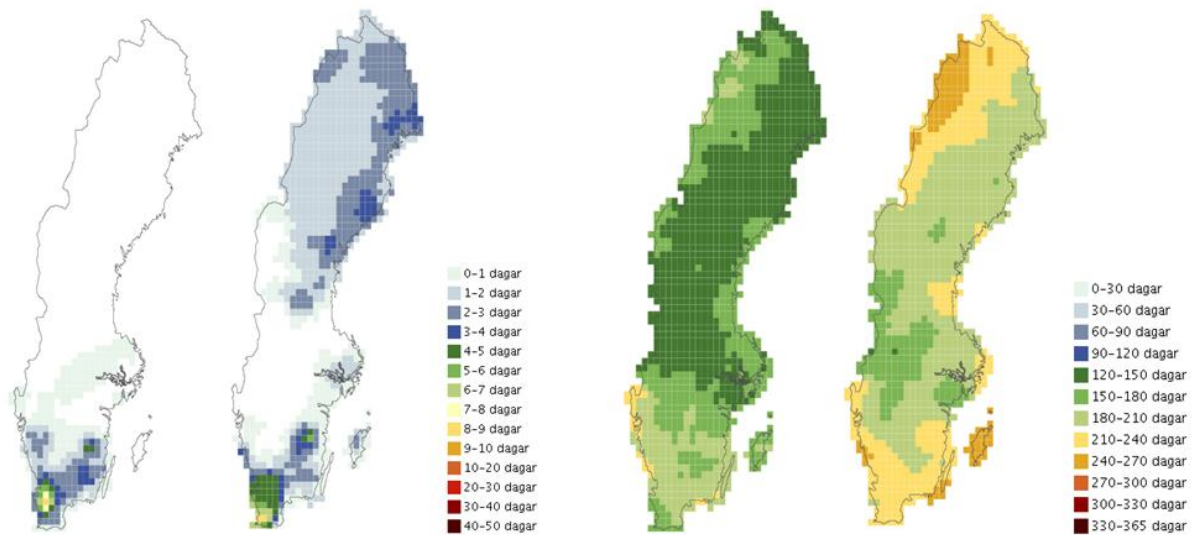 0–1 dagar
1–2 dagar
2–3 dagar
3–4 dagar
4–5 dagar
5–6 dagar
6–7 dagar
7–8 dagar
8–9 dagar
9–10 dagar
10–20 dagar
20–30 dagar
30–40 dagar
40–50 dagar
0–30 dagar
30–60 dagar
60–90 dagar
90–120 dagar
120–150 dagar
150–180 dagar
180–210 dagar
210–240 dagar
240–270 dagar
270–300 dagar
300–330 dagar
330–365 dagar